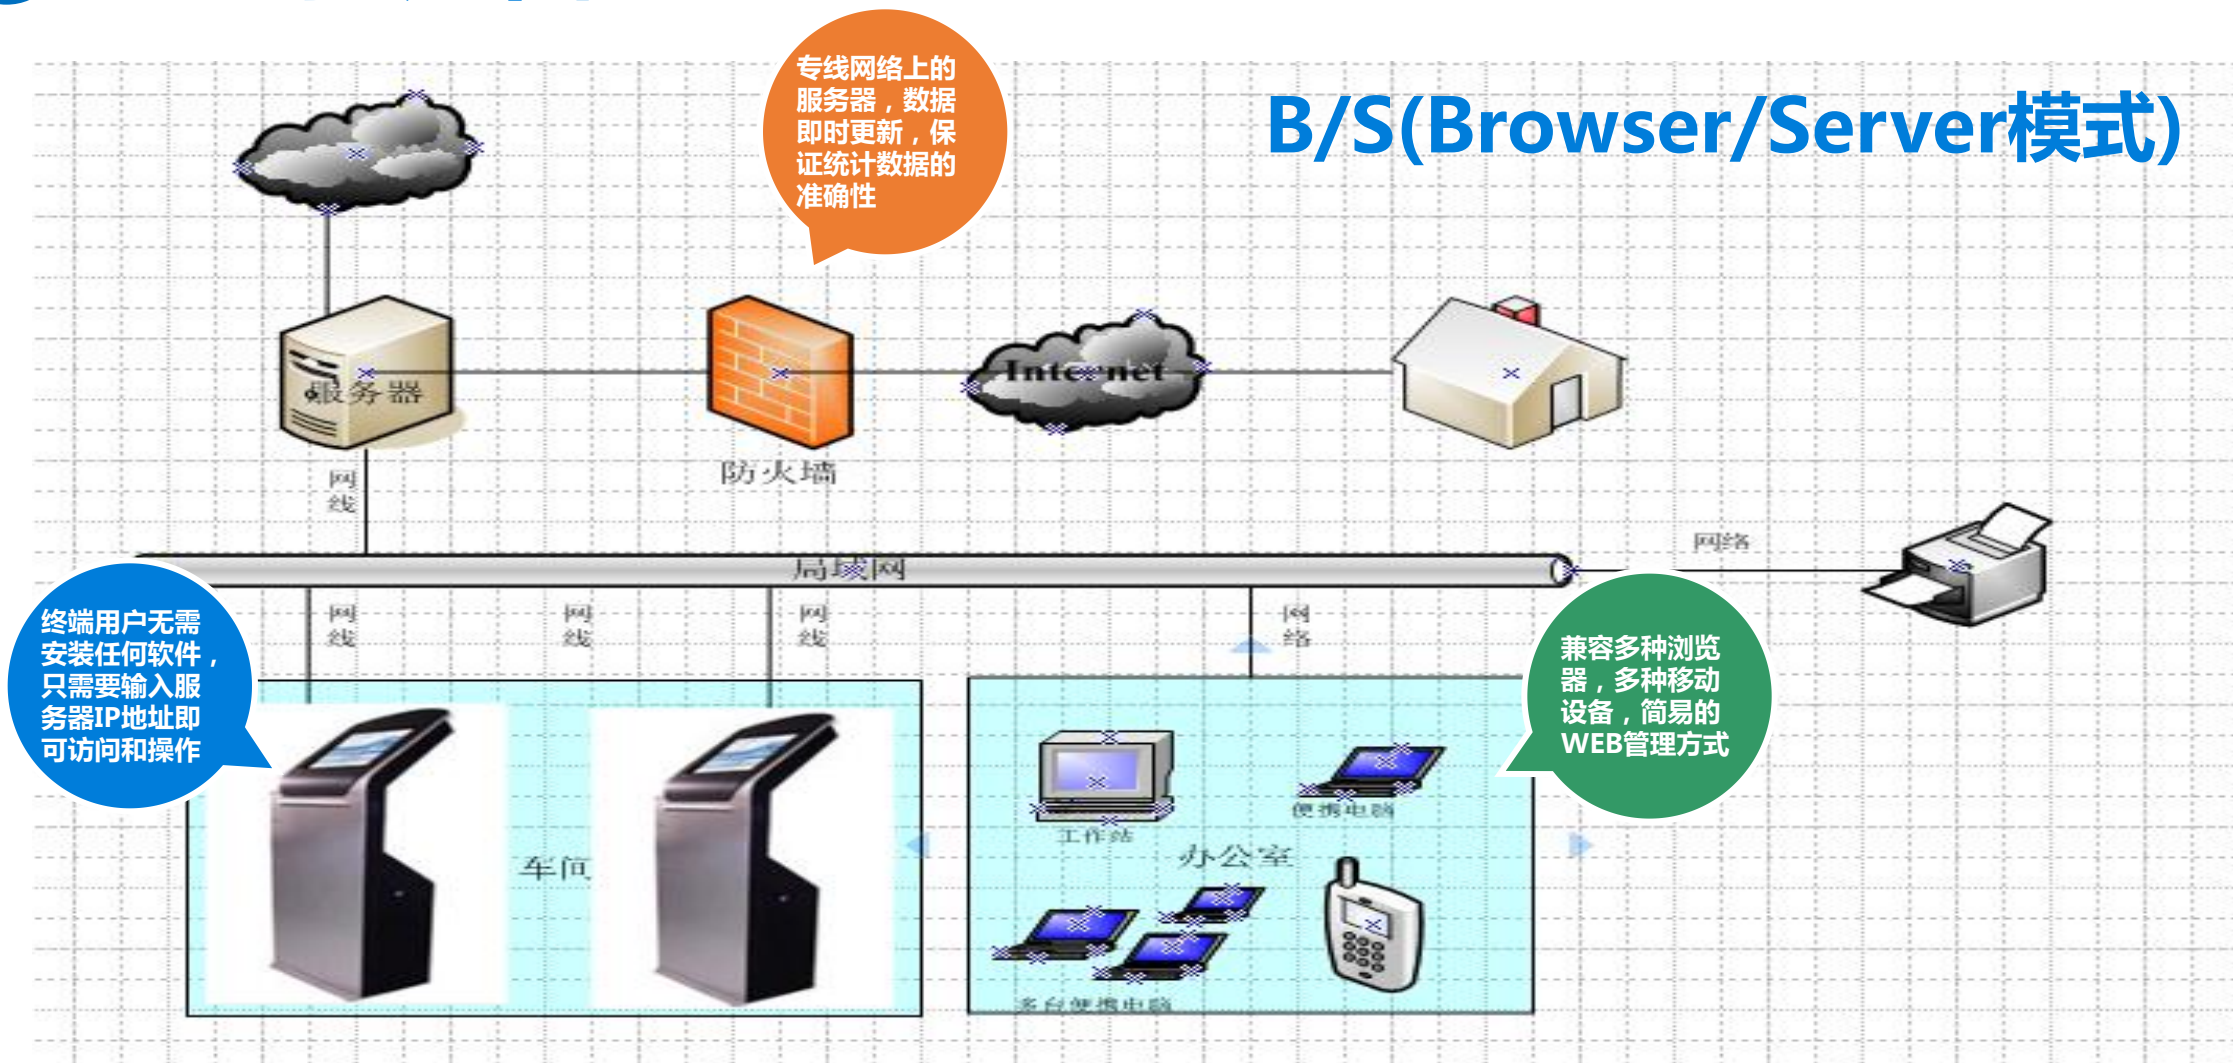 专线网络上的
服务器，数据
即时更新，保
证统计数据的
准确性
B/S(Browser/Server模式)
服务器
Internet
防火墙
网
线
网络
局域网
网
线
网
线
网
线
网
络
终端用户无需
安装任何软件，
只需要输入服
务器IP地址即
可访问和操作
兼容多种浏览
器，多种移动
设备，简易的
WEB管理方式
工作站
便携电脑
车间
办公室
多台便携电脑